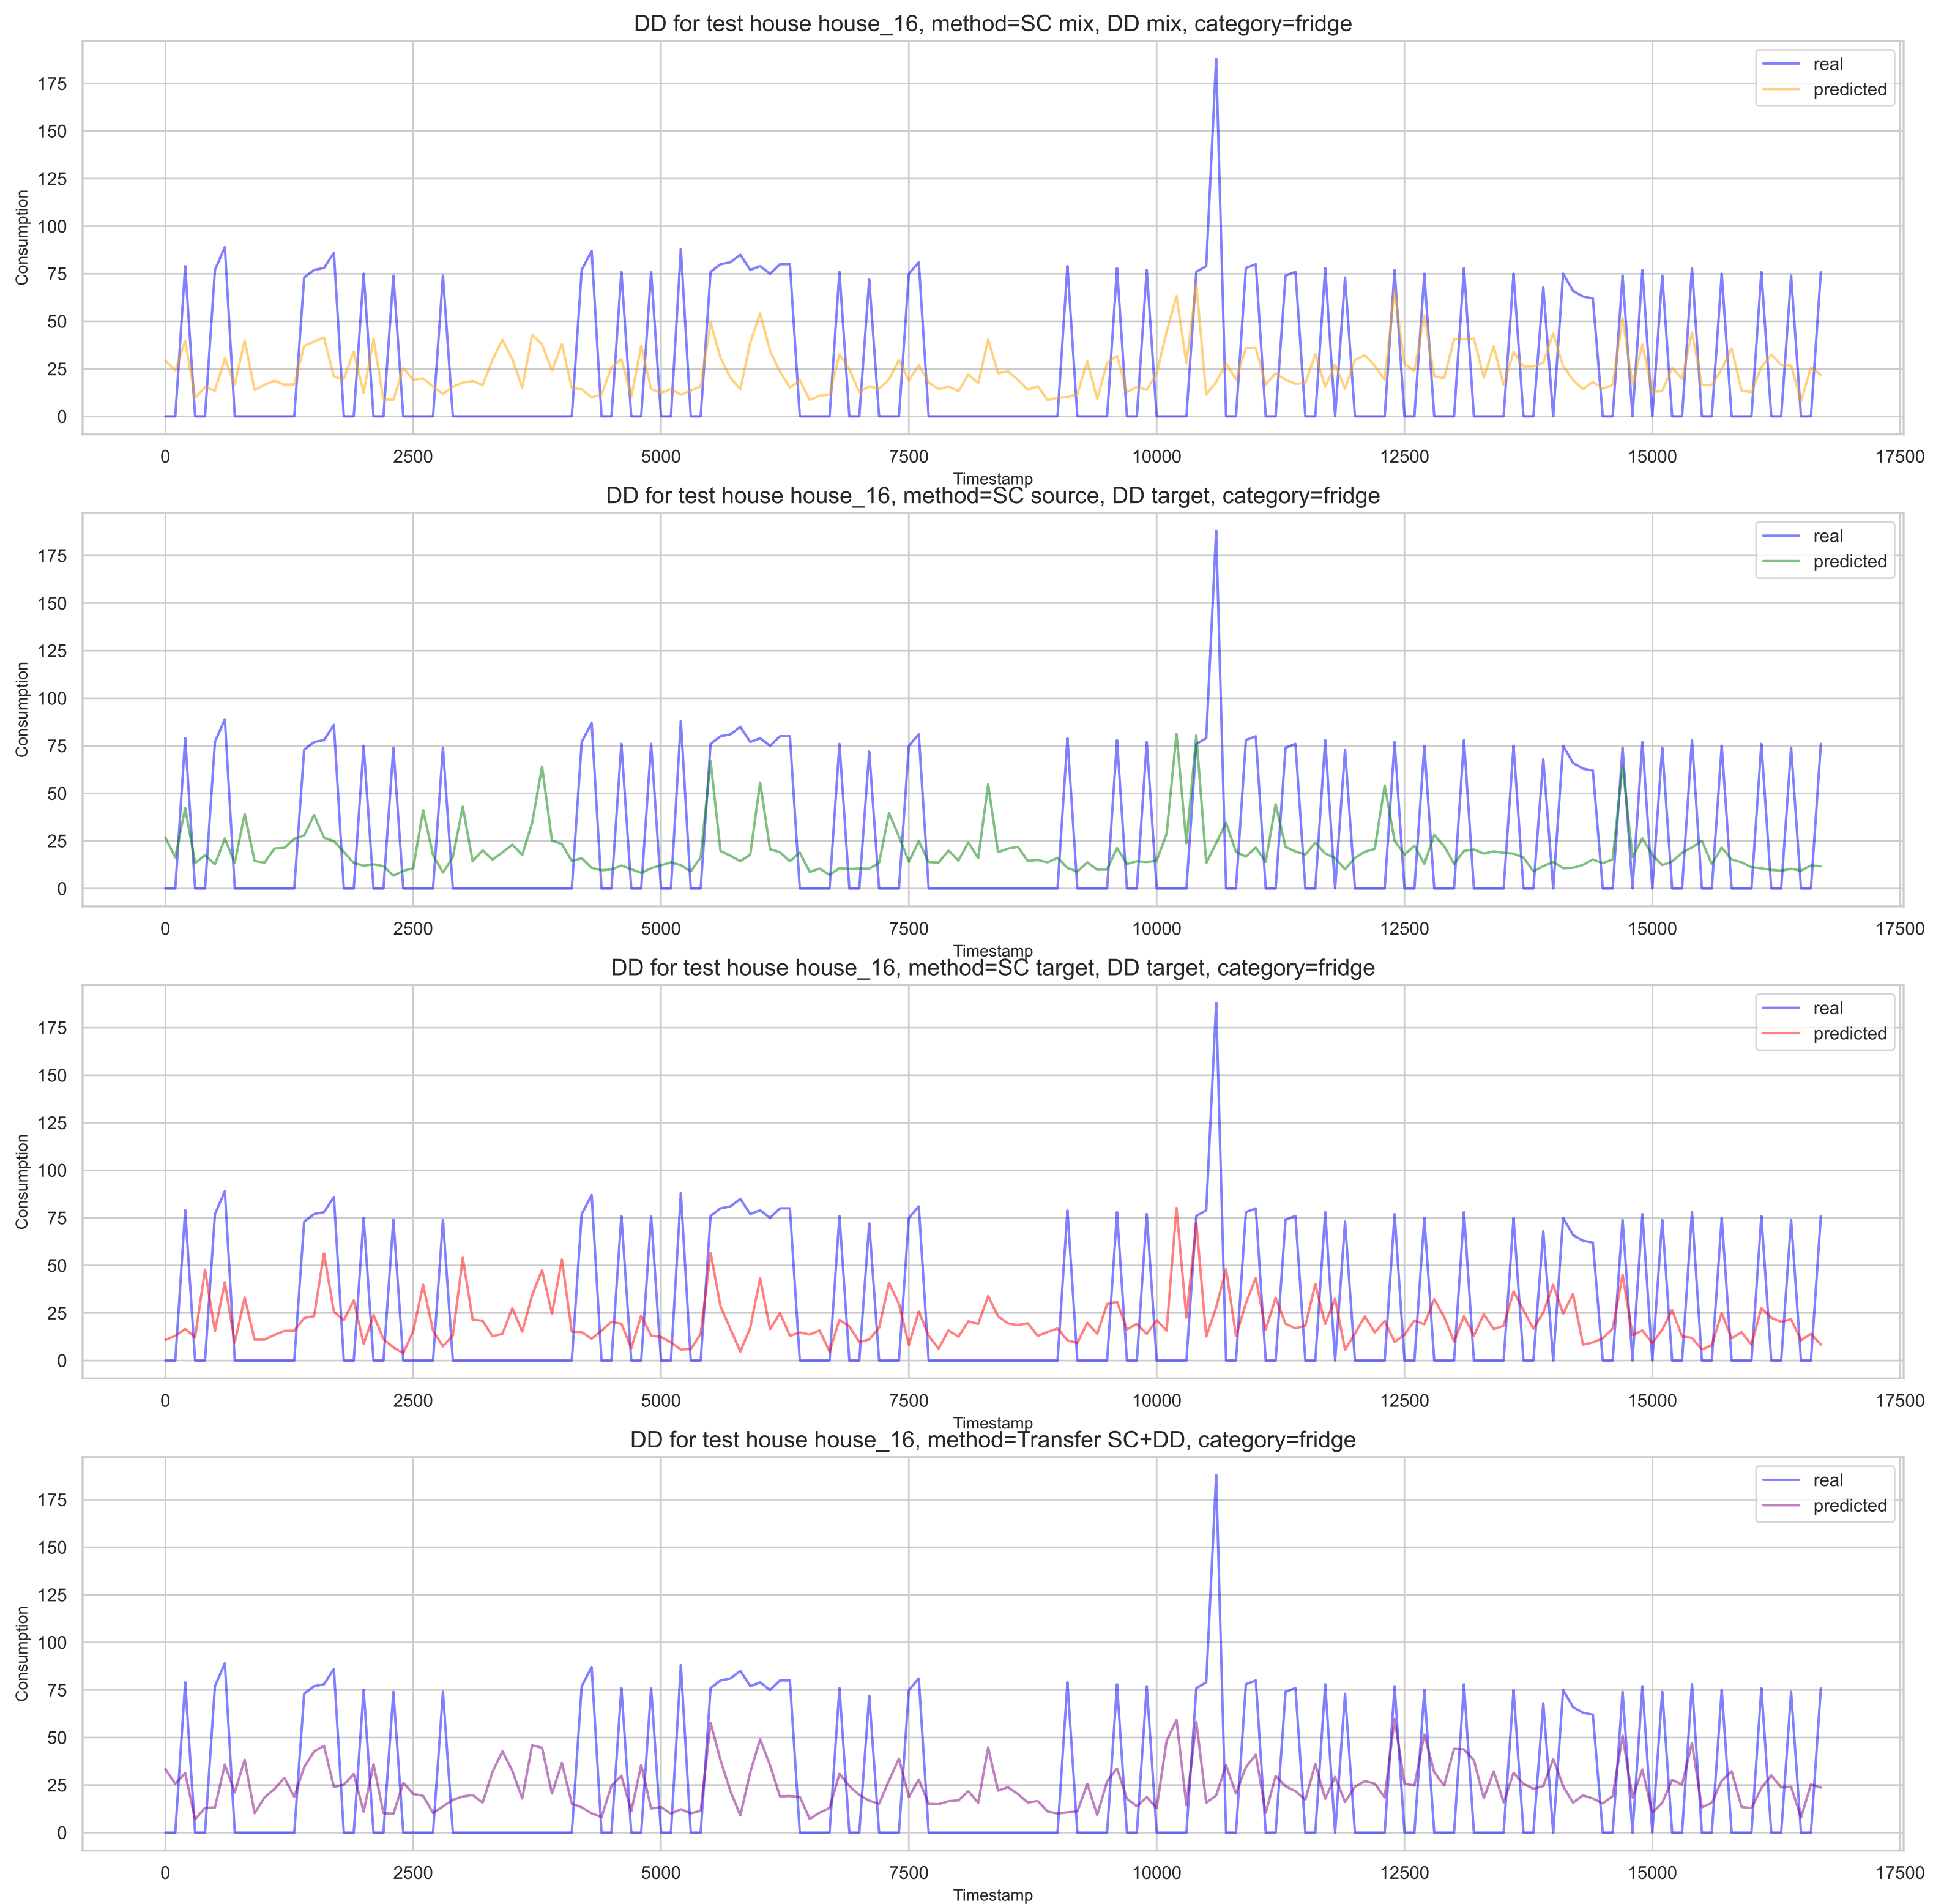 DD for test house house_16, method=SC mix, DD mix, category=fridge
real
predicted
175
150
125
100
75
50
25
0
Consumption
0 2500 5000 7500 10000 12500 15000 17500
Timestamp
DD for test house house_16, method=SC source, DD target, category=fridge
real
predicted
175
150
125
100
75
50
25
0
Consumption
0 2500 5000 7500 10000 12500 15000 17500
Timestamp
DD for test house house_16, method=SC target, DD target, category=fridge
real
predicted
175
150
125
100
75
50
25
0
Consumption
0 2500 5000 7500 10000 12500 15000 17500
Timestamp
DD for test house house_16, method=Transfer SC+DD, category=fridge
real
predicted
175
150
125
100
75
50
25
0
Consumption
0 2500 5000 7500 10000 12500 15000 17500
Timestamp